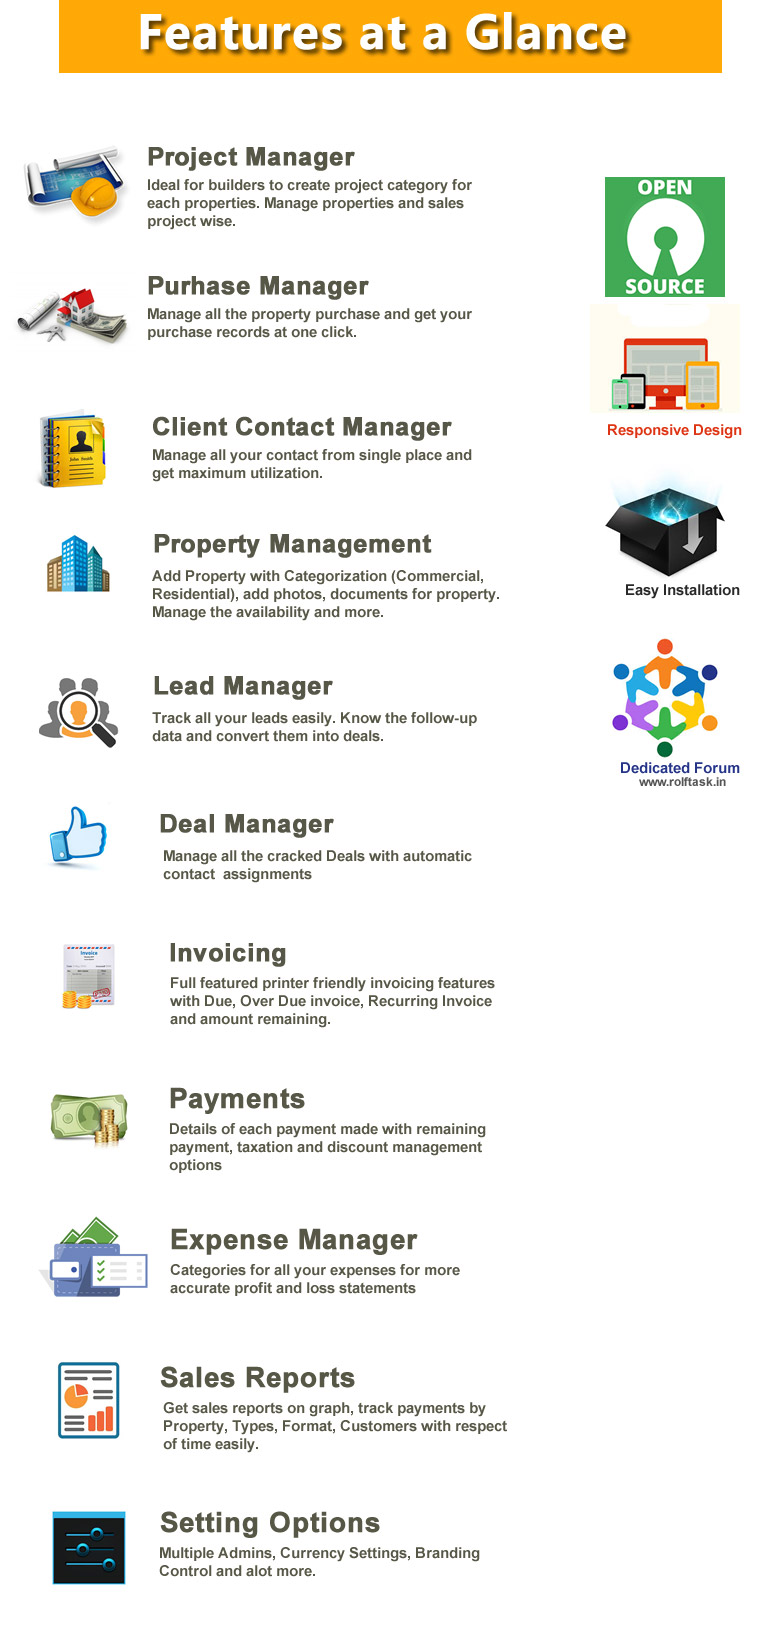 Features at a Glance
Project Manager
Ideal for builders to create project category for
each properties. Manage properties and sales
project wise.
Purhase Manager
Manage all the property purchase and get your
purchase records at one click.
Client Contact Manager
Manage all your contact from single place and
get maximum utilization.
Property Management
Add Property with Categorization (Commercial,
Residential), add photos, documents for property.
Manage the availability and more.
Lead Manager
Track all your leads easily. Know the follow-up
data and convert them into deals.
Deal Manager
Manage all the cracked Deals with automatic
contact  assignments
Invoicing
Invoice
Full featured printer friendly invoicing features
with Due, Over Due invoice, Recurring Invoice
and amount remaining.
Payments
Details of each payment made with remaining
payment, taxation and discount management
options
Expense Manager
Categories for all your expenses for more
accurate profit and loss statements
Sales Reports
Get sales reports on graph, track payments by
Property, Types, Format, Customers with respect
of time easily.
Setting Options
Multiple Admins, Currency Settings, Branding
Control and alot more.
OPEN
SOURCE
Responsive Design
Easy Installation
Dedicated Forum
www.rolftask.in